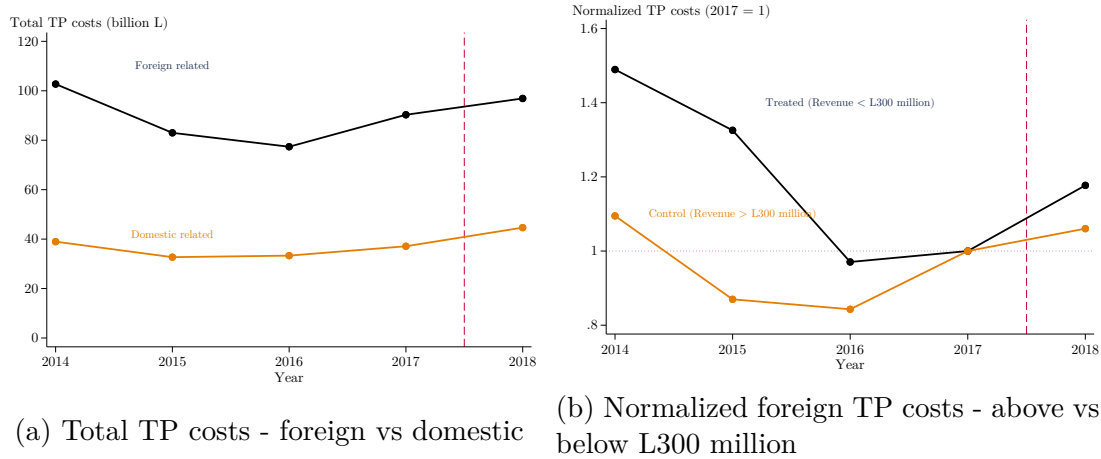 Total TP costs (billion L)
120
100
80
60
40
20
0
Foreign related
Domestic related
2014 2015 2016 2017 2018
Year
(a) Total TP costs - foreign vs domestic
Normalized TP costs (2017 = 1)
1.6
1.4
1.2
1
.8
Treated (Revenue < L300 million)
Control (Revenue > L300 million)
2014 2015 2016 2017 2018
Year
(b) Normalized foreign TP costs - above vs
below L300 million